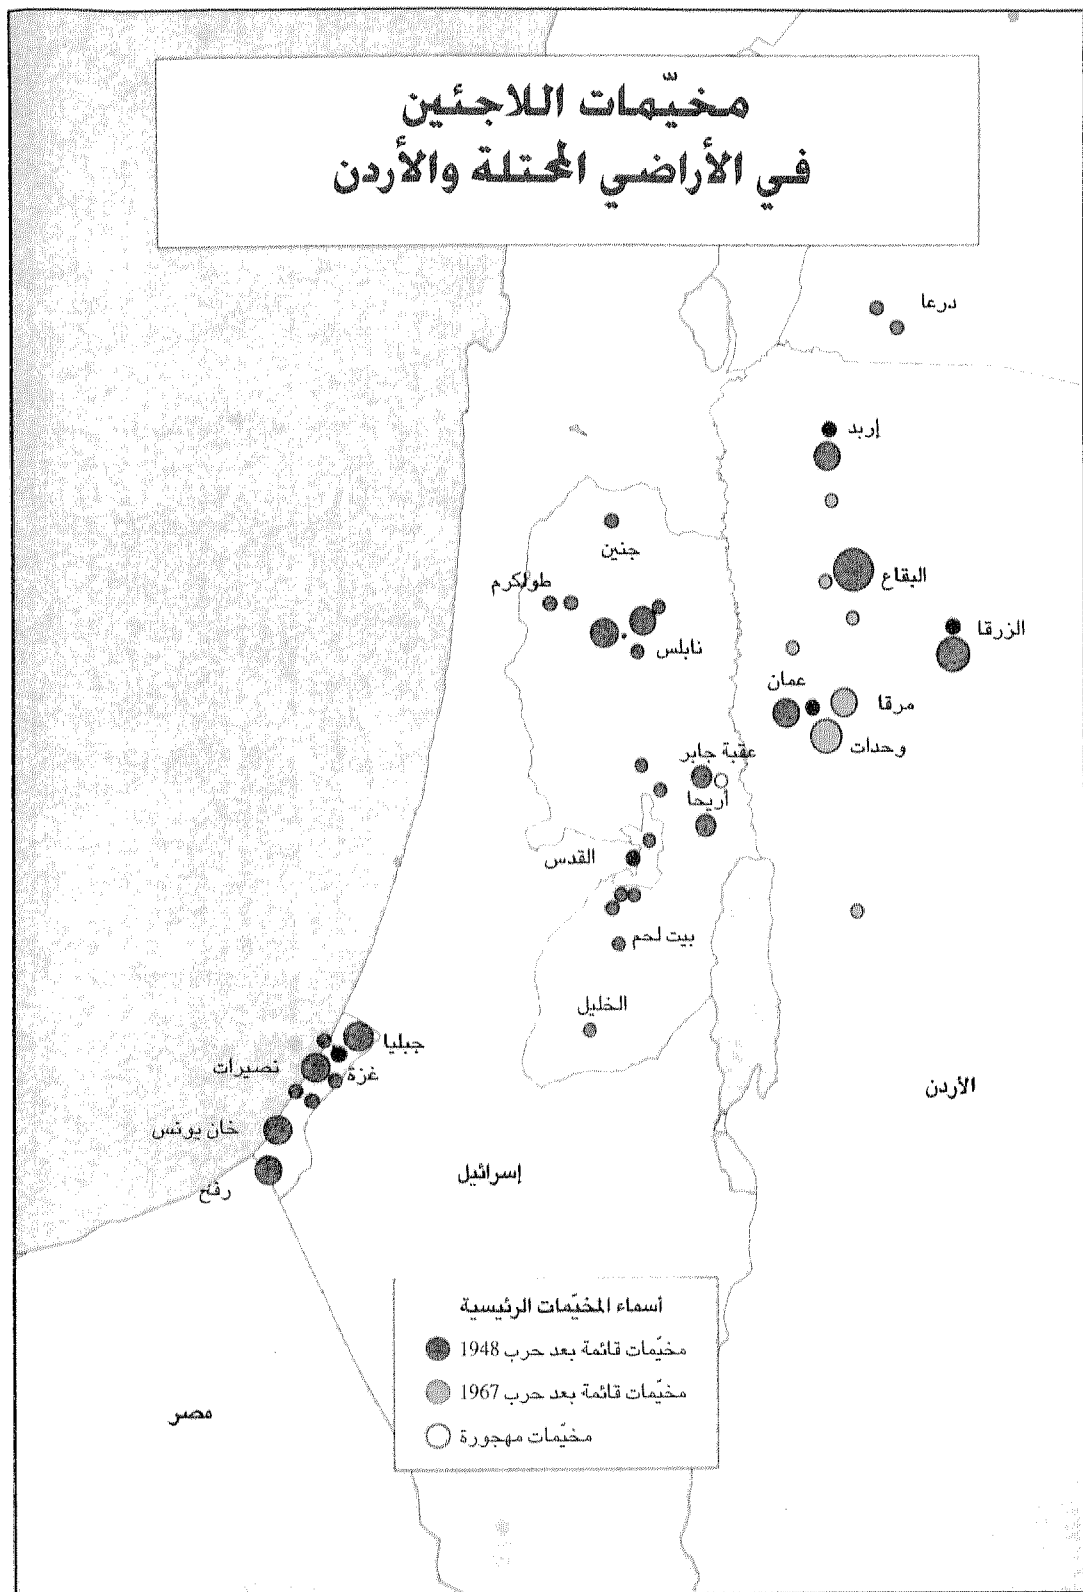 مخيّمات اللاجئين
في الأراضي المحتلة والأردن
درعا
إربد
جنين
البقاع
طولكرم
الزرقا
نابلس
عمان
مرقا
وحدات
عقبة جابر
أريحا
القدس
بيت لحم
الخليل
جبليا
نصيرات
غزة
الأردن
خان يونس
إسرائيل
رفح
أسماء المخيّمات الرئيسية
مخيّمات قائمة بعد حرب 1948
مخيّمات قائمة بعد حرب 1967
مخيّمات مهجورة
مصر